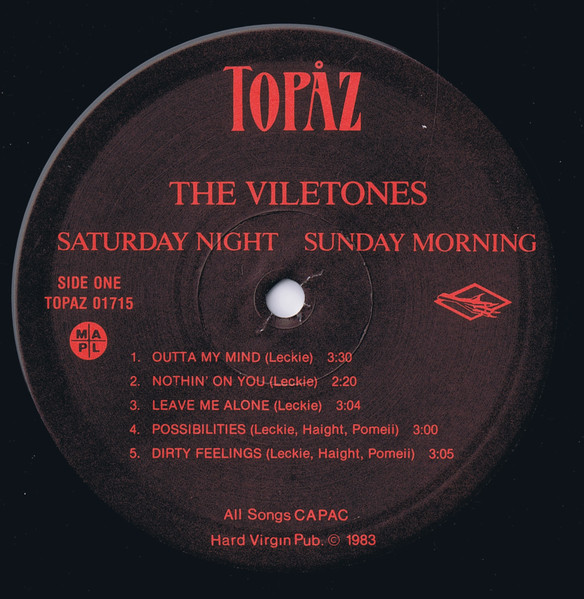 TOPÅZ
THE VILETONES
SATURDAY NIGHT SUNDAY MORNING
SIDE ONE
TOPAZ 01715
MAPL
1. OUTTA MY MIND (Leckie) 3:30
2. NOTHIN' ON YOU (Leckie) 2:20
3. LEAVE ME ALONE (Leckie) 3:04
4. POSSIBILITIES (Leckie, Haight, Pomeii) 3:00
5. DIRTY FEELINGS (Leckie, Haight, Pomeii) 3:05
All Songs CAPAC
Hard Virgin Pub. © 1983